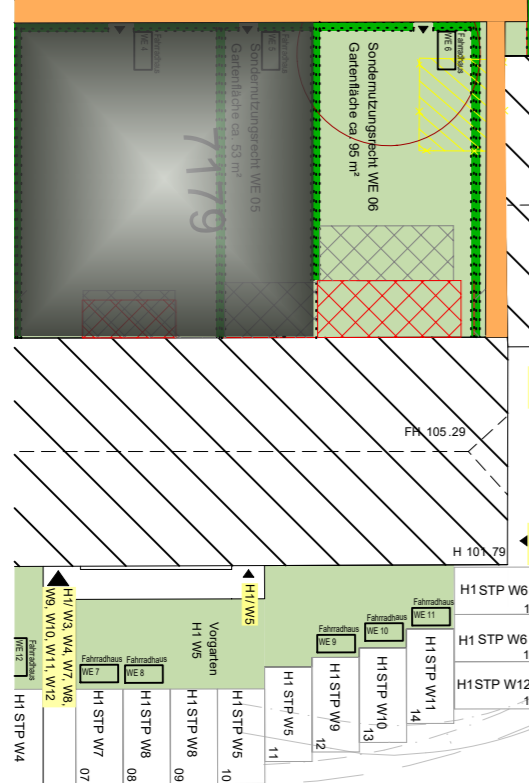 Fahrradhaus
WE 4
Fahrradhaus
WE 5
Fahrradhaus
WE 6
Sondernutzungsrecht WE 05
Gartenfläche ca. 53 m²
Sondernutzungsrecht WE 06
Gartenfläche ca. 95 m²
7179
FH 105.29
H 101.79
H1/ W3, W4, W7, W8,
W9, W10, W11, W12
H1/ W5
Vorgarten
H1 W5
Fahrradhaus
WE 12
Fahrradhaus
WE 7
Fahrradhaus
WE 8
Fahrradhaus
WE 9
Fahrradhaus
WE 10
Fahrradhaus
WE 11
H1 STP W4
H1 STP W7
07
H1 STP W8
08
H1 STP W8
09
H1 STP W5
10
H1 STP W5
11
H1 STP W9
12
H1 STP W10
13
H1 STP W11
14
H1 STP W6
H1 STP W6
H1 STP W12